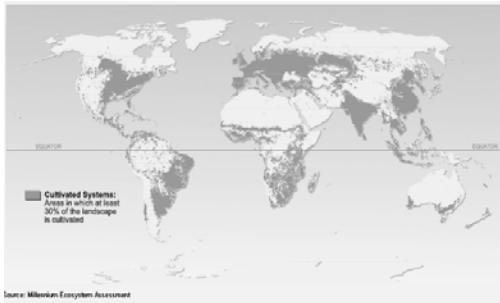 EQUATOR
EQUATOR
Cultivated Systems:
Areas in which at least
30% of the landscape
is cultivated
Source: Millennium Ecosystem Assessment